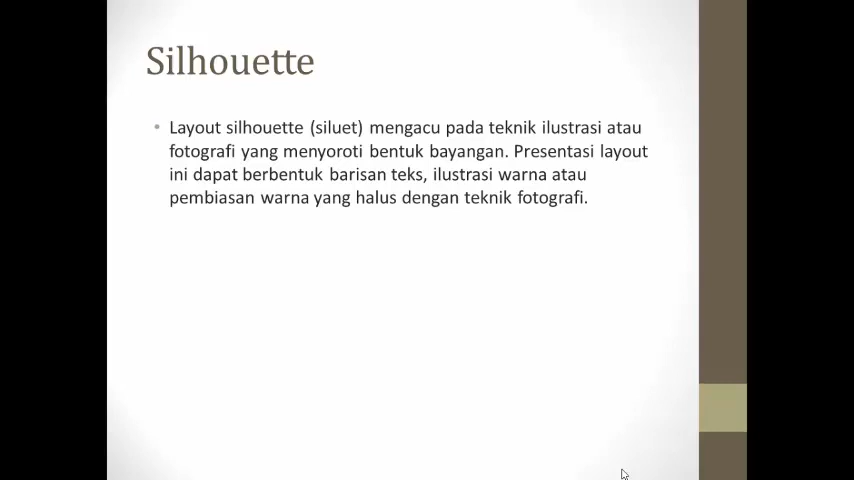 Silhouette
• Layout silhouette (siluet) mengacu pada teknik ilustrasi atau
fotografi yang menyoroti bentuk bayangan. Presentasi layout
ini dapat berbentuk barisan teks, ilustrasi warna atau
pembiasan warna yang halus dengan teknik fotografi.